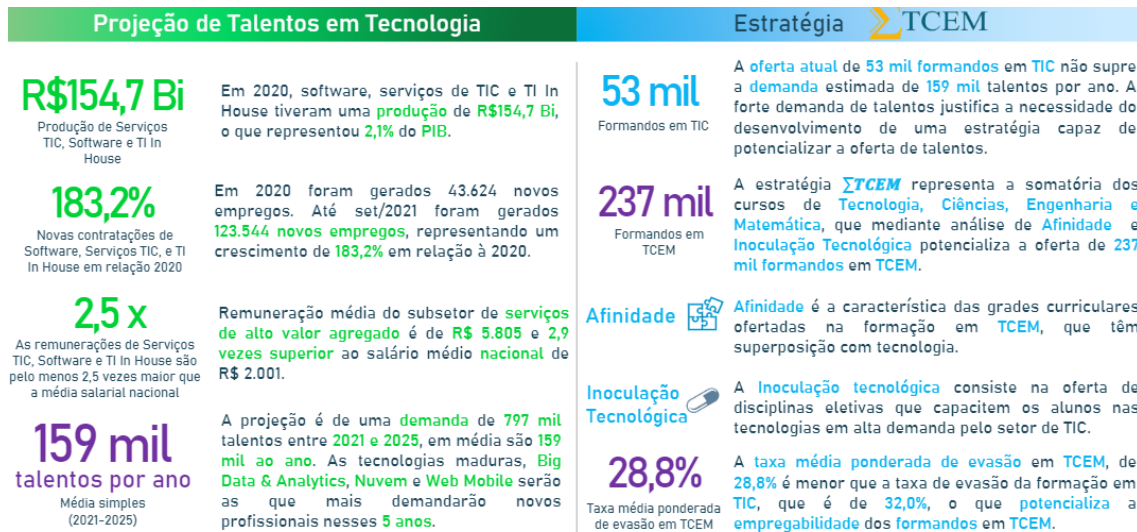 Projeção de Talentos em Tecnologia
R$154,7 Bi
Produção de Serviços
TIC, Software e TI In
House
Em 2020, software, serviços de TIC e TI In
House tiveram uma produção de R$154,7 Bi,
o que representou 2,1% do PIB.
183,2%
Novas contratações de
Software, Serviços TIC, e TI
In House em relação 2020
Em 2020 foram gerados 43.624 novos
empregos. Até set/2021 foram gerados
123.544 novos empregos, representando um
crescimento de 183,2% em relação à 2020.
2,5 x
As remunerações de Serviços
TIC, Software e TI In House são
pelo menos 2,5 vezes maior que
a média salarial nacional
Remuneração média do subsetor de serviços
de alto valor agregado é de R$ 5.805 e 2,9
vezes superior ao salário médio nacional de
R$ 2.001.
159 mil
talentos por ano
Média simples
(2021-2025)
A projeção é de uma demanda de 797 mil
talentos entre 2021 e 2025, em média são 159
mil ao ano. As tecnologias maduras, Big
Data & Analytics, Nuvem e Web Mobile serão
as que mais demandarão novos
profissionais nesses 5 anos.
Estratégia ∑TCEM
53 mil
Formandos em TIC
A oferta atual de 53 mil formandos em TIC não supre
a demanda estimada de 159 mil talentos por ano. A
forte demanda de talentos justifica a necessidade do
desenvolvimento de uma estratégia capaz de
potencializar a oferta de talentos.
237 mil
Formandos em
TCEM
A estratégia ∑TCEM representa a somatória dos
cursos de Tecnologia, Ciências, Engenharia e
Matemática, que mediante análise de Afinidade e
Inoculação Tecnológica potencializa a oferta de 237
mil formandos em TCEM.
Afinidade
Afinidade é a característica das grades curriculares
ofertadas na formação em TCEM, que têm
superposição com tecnologia.
Inoculação
Tecnológica
A Inoculação tecnológica consiste na oferta de
disciplinas eletivas que capacitem os alunos nas
tecnologias em alta demanda pelo setor de TIC.
28,8%
Taxa média ponderada
de evasão em TCEM
A taxa média ponderada de evasão em TCEM, de
28,8% é menor que a taxa de evasão da formação em
TIC, que é de 32,0%, o que potencializa a
empregabilidade dos formandos em TCEM.